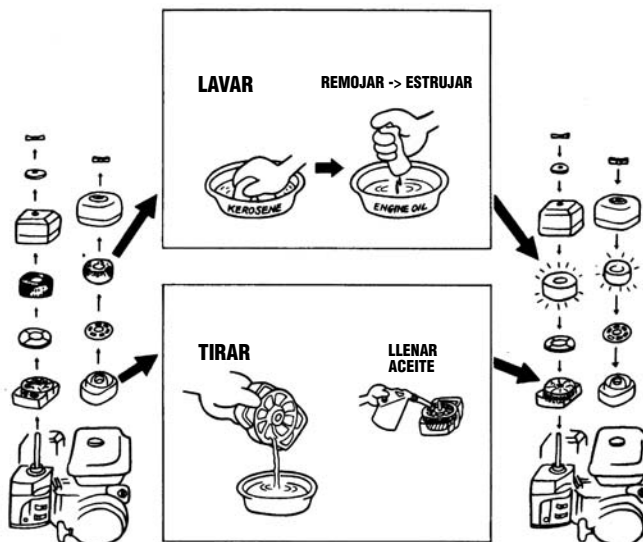 LAVAR
REMOJAR -> ESTRUJAR
KEROSENE
ENGINE OIL
TIRAR
LLENAR
ACEITE